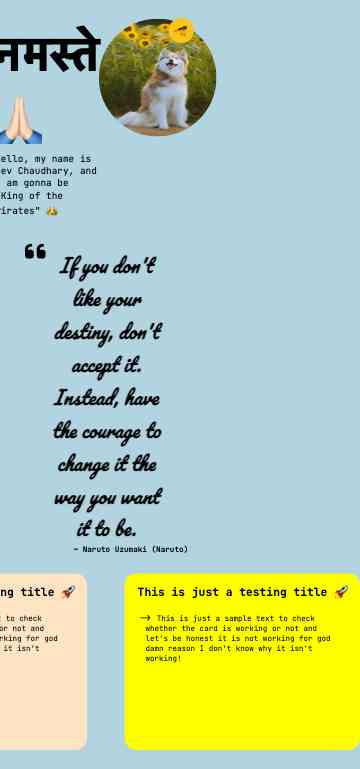 नमस्ते
🙏🏻
ello, my name is
ev Chaudhary, and
am gonna be
King of the
irates" 👑
❝
If you don't
like your
destiny, don't
accept it.
Instead, have
the courage to
change it the
way you want
it to be.
~ Naruto Uzumaki (Naruto)
ng title 🚀
t to check
or not and
rking for god
it isn't
This is just a testing title 🚀
→ This is just a sample text to check
whether the card is working or not and
let's be honest it is not working for god
damn reason I don't know why it isn't
working!